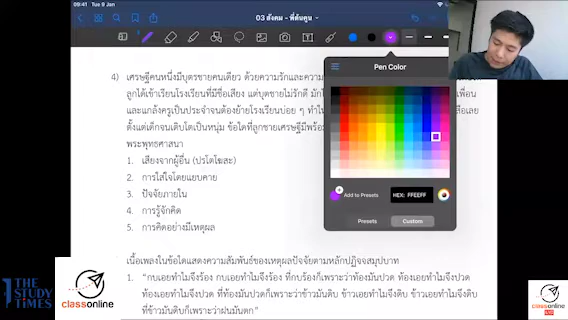 09:41 Tue 9 Jan
03 สังคม - พี่ต้นคูน
Pen Color
4) เศรษฐีคนหนึ่งมีบุตรชายคนเดียว ด้วยความรักและความ
ลูกได้เข้าเรียนโรงเรียนที่มีชื่อเสียง แต่บุตรชายไม่รักดี มัก
เพื่อน
และแกล้งครูเป็นประจำจนต้องย้ายโรงเรียนบ่อย ๆ
ตั้งแต่เด็กจนเติบโตเป็นหนุ่ม ข้อใดที่ลูกชายเศรษฐีมีพร้อ
พระพุทธศาสนา
1. เสียงจากผู้อื่น (ปรโตโฆสะ)
2. การใส่ใจโดยแยบคาย
3. ปัจจัยภายใน
4. การรู้จักคิด
5. การคิดอย่างมีเหตุผล
Add to Presets
HEX: FFEEFF
Presets
Custom
เนื้อเพลงในข้อใดแสดงความสัมพันธ์ของเหตุผลปัจจัยตามหลักปฏิจจสมุปบาท
1. “กบเอยทำไมจึงร้อง กบเอยทำไมจึงร้อง ที่กบร้องก็เพราะว่าท้องมันปวด ท้องเอยทำไมจึงปวด
ท้องเอยทำไมจึงปวด ที่ท้องมันปวดก็เพราะว่าข้าวมันดิบ ข้าวเอยทำไมจึงดิบ ข้าวเอยทำไมจึงดิบ
ที่ข้าวมันดิบก็เพราะว่าฝนมันตก”
THE STUDY TIMES
classonline
classonline